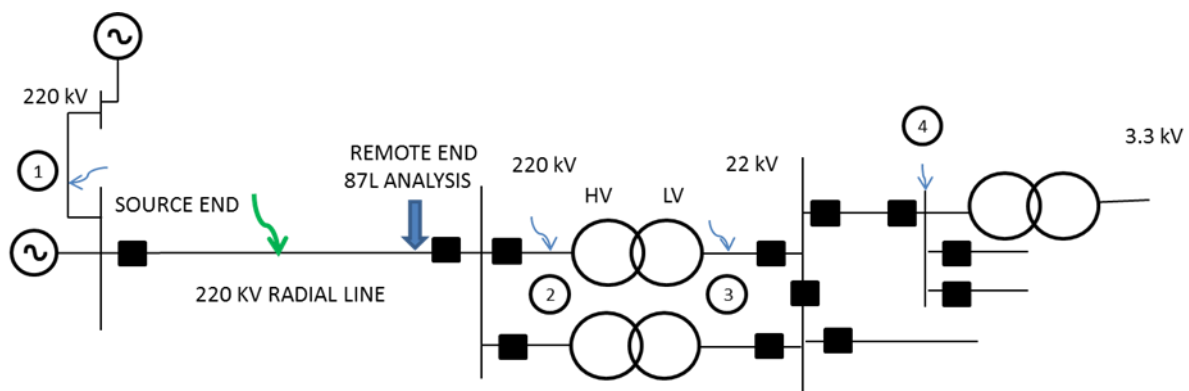 220 kV
1
SOURCE END
220 KV RADIAL LINE
REMOTE END
87L ANALYSIS
220 kV
HV
LV
22 kV
2
3
4
3.3 kV